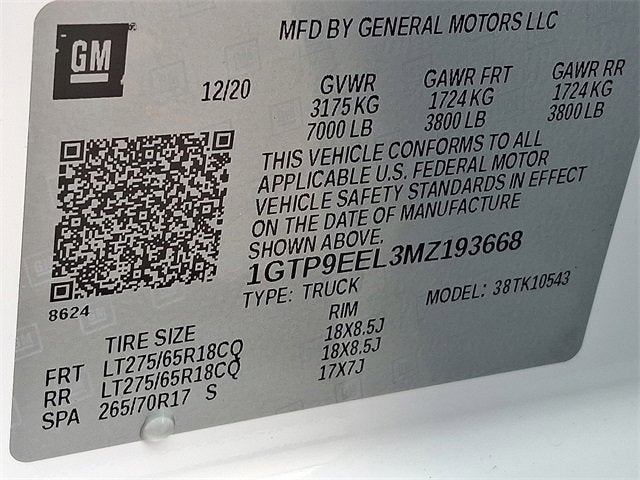 GM
MFD BY GENERAL MOTORS LLC
12/20
GVWR
3175 KG
7000 LB
GAWR FRT
1724 KG
3800 LB
GAWR RR
1724 KG
3800 LB
THIS VEHICLE CONFORMS TO ALL
APPLICABLE U.S. FEDERAL MOTOR
VEHICLE SAFETY STANDARDS IN EFFECT
ON THE DATE OF MANUFACTURE
SHOWN ABOVE.
1GTP9EEL3MZ193668
TYPE: TRUCK
MODEL: 38TK10543
8624
TIRE SIZE
RIM
FRT LT275/65R18CQ 18X8.5J
RR LT275/65R18CQ 18X8.5J
SPA 265/70R17 S 17X7J